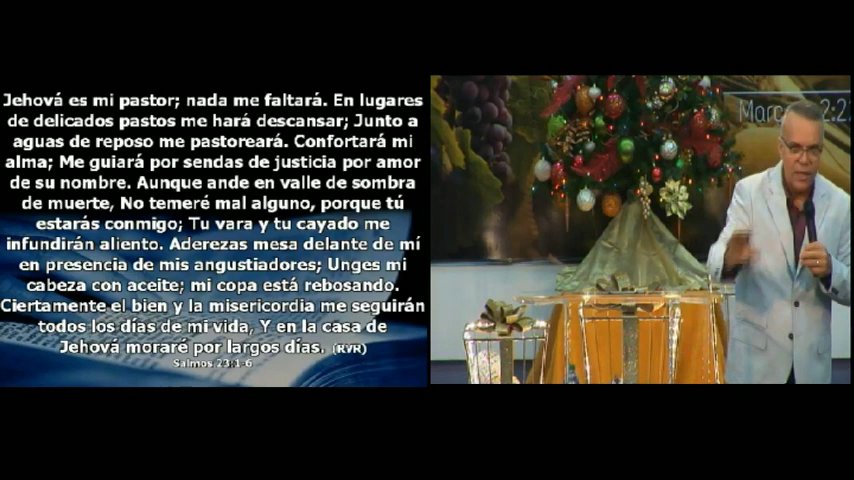 Jehová es mi pastor; nada me faltará. En lugares
de delicados pastos me hará descansar; Junto a
aguas de reposo me pastoreará. Confortará mi
alma; Me guiará por sendas de justicia por amor
de su nombre. Aunque ande en valle de sombra
de muerte, No temeré mal alguno, porque tú
estarás conmigo; Tu vara y tu cayado me
infundirán aliento. Aderezas mesa delante de mí
en presencia de mis angustiadores; Unges mi
cabeza con aceite; mi copa está rebosando.
Ciertamente el bien y la misericordia me seguirán
todos los días de mi vida, Y en la casa de
Jehová moraré por largos días. (RVR)
Salmos 23:1-6